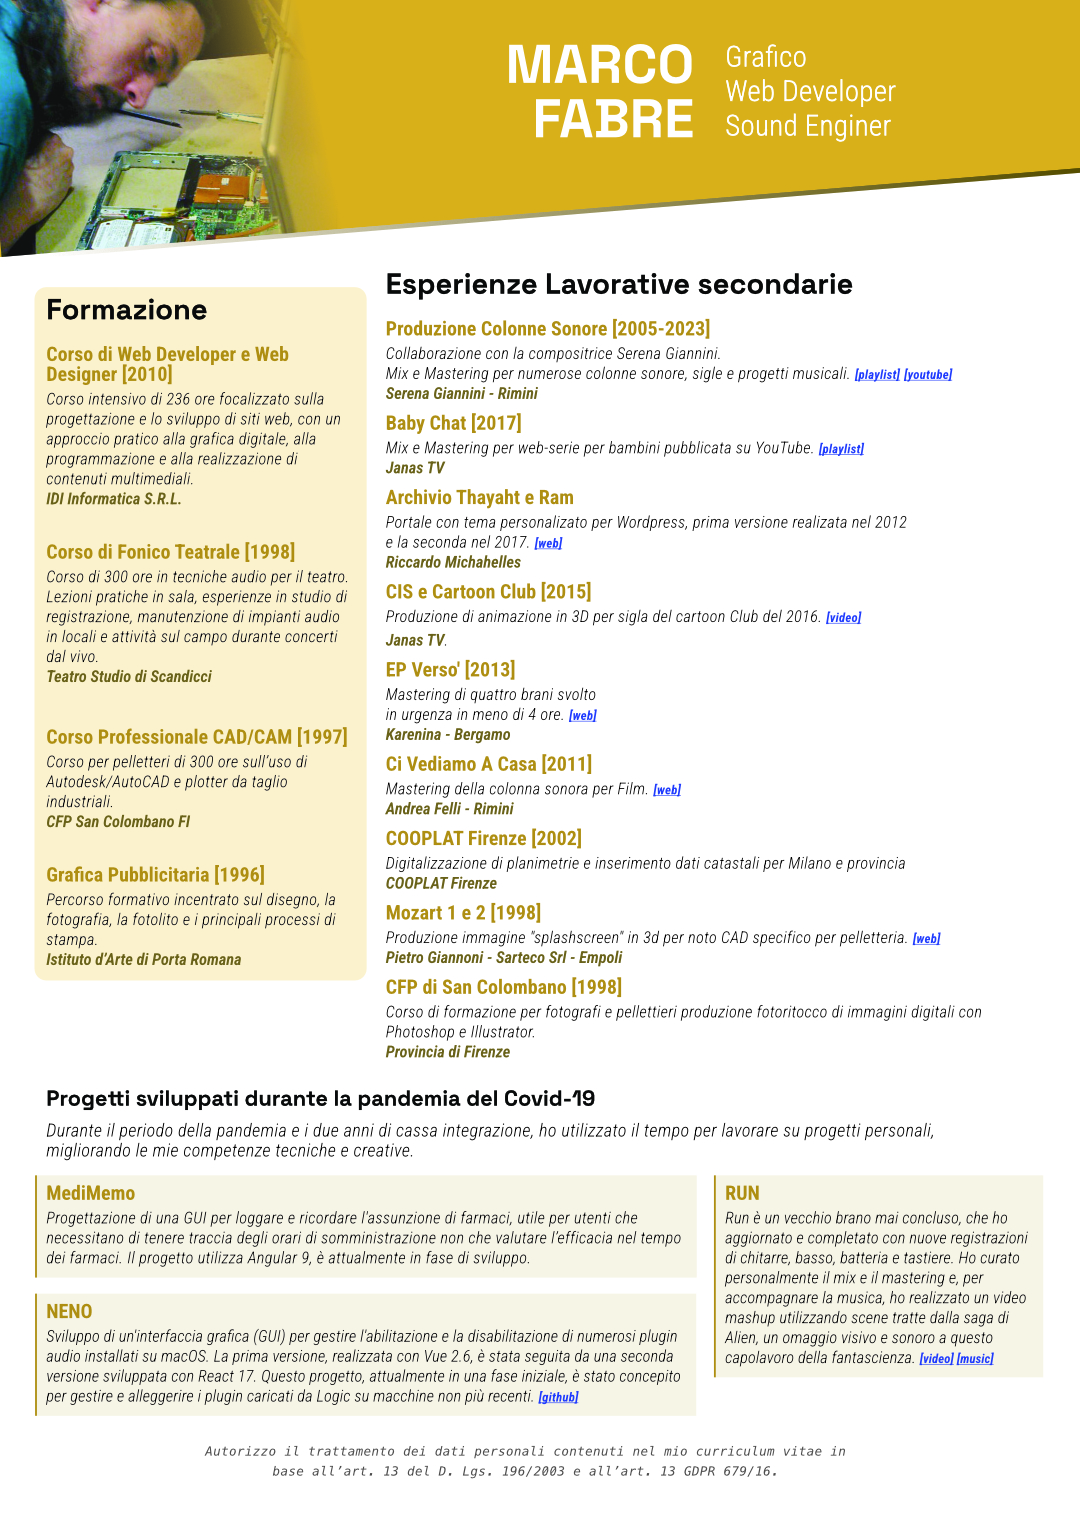 MARCO
FABRE
Grafico
Web Developer
Sound Enginer
Formazione
Corso di Web Developer e Web
Designer [2010]
Corso intensivo di 236 ore focalizzato sulla
progettazione e lo sviluppo di siti web, con un
approccio pratico alla grafica digitale, alla
programmazione e alla realizzazione di
contenuti multimediali.
IDI Informatica S.R.L.
Corso di Fonico Teatrale [1998]
Corso di 300 ore in tecniche audio per il teatro.
Lezioni pratiche in sala, esperienze in studio di
registrazione, manutenzione di impianti audio
in locali e attività sul campo durante concerti
dal vivo.
Teatro Studio di Scandicci
Corso Professionale CAD/CAM [1997]
Corso per pelletteri di 300 ore sull’uso di
Autodesk/AutoCAD e plotter da taglio
industriali.
CFP San Colombano FI
Grafica Pubblicitaria [1996]
Percorso formativo incentrato sul disegno, la
fotografia, la fotolito e i principali processi di
stampa.
Istituto d’Arte di Porta Romana
Esperienze Lavorative secondarie
Produzione Colonne Sonore [2005-2023]
Collaborazione con la compositrice Serena Giannini.
Mix e Mastering per numerose colonne sonore, sigle e progetti musicali. [playlist] [youtube]
Serena Giannini - Rimini
Baby Chat [2017]
Mix e Mastering per web-serie per bambini pubblicata su YouTube. [playlist]
Janas TV
Archivio Thayaht e Ram
Portale con tema personalizato per Wordpress, prima versione realizata nel 2012
e la seconda nel 2017. [web]
Riccardo Michahelles
CIS e Cartoon Club [2015]
Produzione di animazione in 3D per sigla del cartoon Club del 2016. [video]
Janas TV.
EP Verso' [2013]
Mastering di quattro brani svolto
in urgenza in meno di 4 ore. [web]
Karenina - Bergamo
Ci Vediamo A Casa [2011]
Mastering della colonna sonora per Film. [web]
Andrea Felli - Rimini
COOPLAT Firenze [2002]
Digitalizzazione di planimetrie e inserimento dati catastali per Milano e provincia
COOPLAT Firenze
Mozart 1 e 2 [1998]
Produzione immagine "splashscreen" in 3d per noto CAD specifico per pelletteria. [web]
Pietro Giannoni - Sarteco Srl - Empoli
CFP di San Colombano [1998]
Corso di formazione per fotografi e pellettieri produzione fotoritocco di immagini digitali con
Photoshop e Illustrator.
Provincia di Firenze
Progetti sviluppati durante la pandemia del Covid-19
Durante il periodo della pandemia e i due anni di cassa integrazione, ho utilizzato il tempo per lavorare su progetti personali,
migliorando le mie competenze tecniche e creative.
MediMemo
Progettazione di una GUI per loggare e ricordare l'assunzione di farmaci, utile per utenti che
necessitano di tenere traccia degli orari di somministrazione non che valutare l’efficacia nel tempo
dei farmaci. Il progetto utilizza Angular 9, è attualmente in fase di sviluppo.
NENO
Sviluppo di un'interfaccia grafica (GUI) per gestire l'abilitazione e la disabilitazione di numerosi plugin
audio installati su macOS. La prima versione, realizzata con Vue 2.6, è stata seguita da una seconda
versione sviluppata con React 17. Questo progetto, attualmente in una fase iniziale, è stato concepito
per gestire e alleggerire i plugin caricati da Logic su macchine non più recenti. [github]
RUN
Run è un vecchio brano mai concluso, che ho
aggiornato e completato con nuove registrazioni
di chitarre, basso, batteria e tastiere. Ho curato
personalmente il mix e il mastering e, per
accompagnare la musica, ho realizzato un video
mashup utilizzando scene tratte dalla saga di
Alien, un omaggio visivo e sonoro a questo
capolavoro della fantascienza. [video] [music]
Autorizzo il trattamento dei dati personali contenuti nel mio curriculum vitae in
base all’art. 13 del D. Lgs. 196/2003 e all’art. 13 GDPR 679/16.